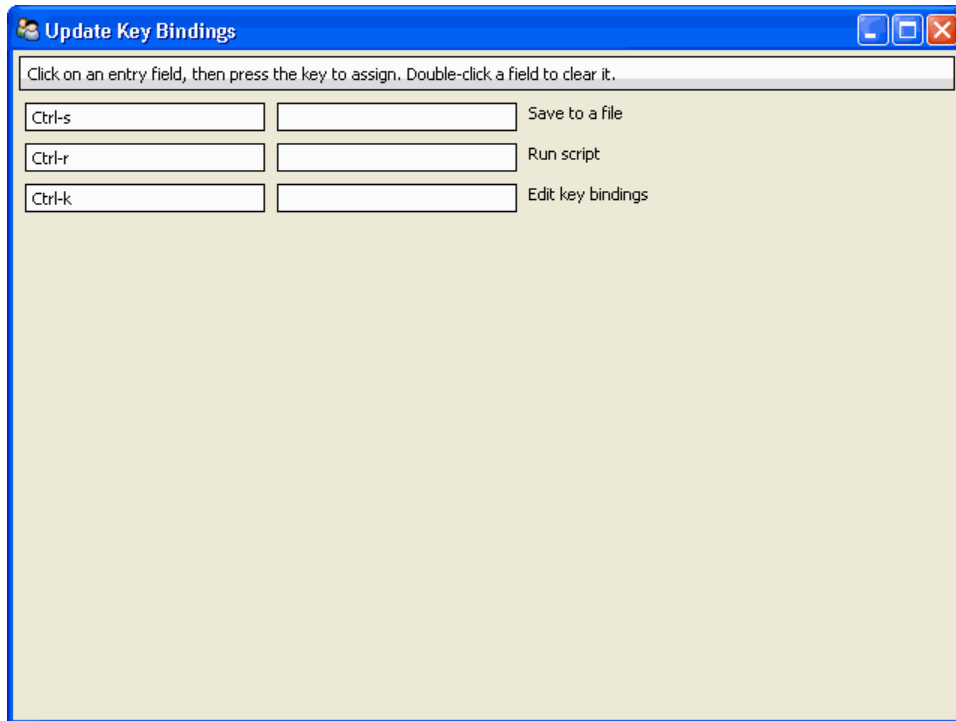 Update Key Bindings
Click on an entry field, then press the key to assign. Double-click a field to clear it.
Ctrl-s Save to a file
Ctrl-r Run script
Ctrl-k Edit key bindings